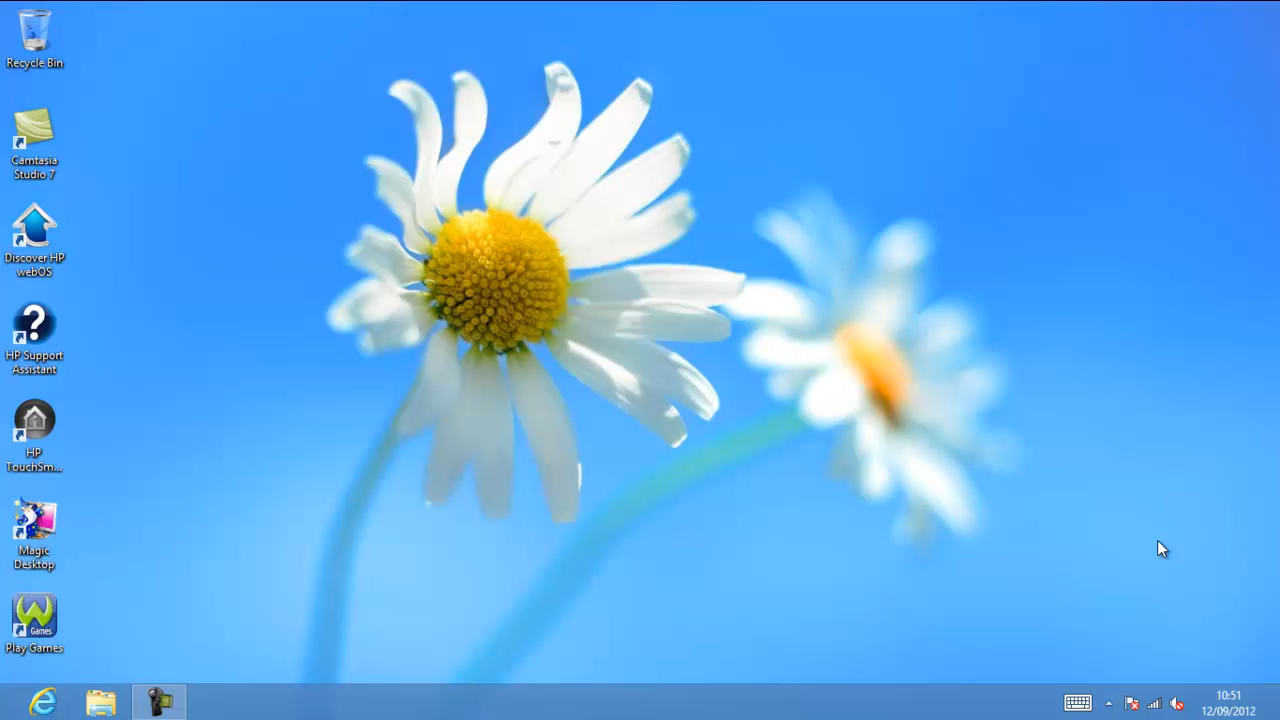 Recycle Bin
Camtasia
Studio 7
Discover HP
webOS
HP Support
Assistant
HP
TouchSm...
Magic
Desktop
Games
Play Games
10:51
12/09/2012